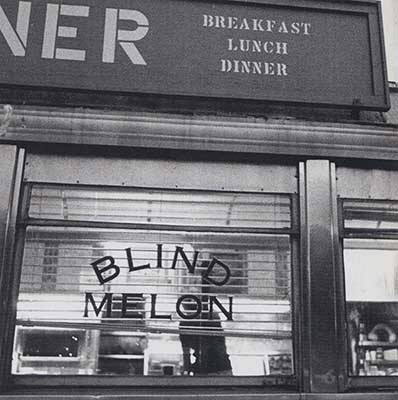 NER
BREAKFAST
LUNCH
DINNER
BLIND
MELON